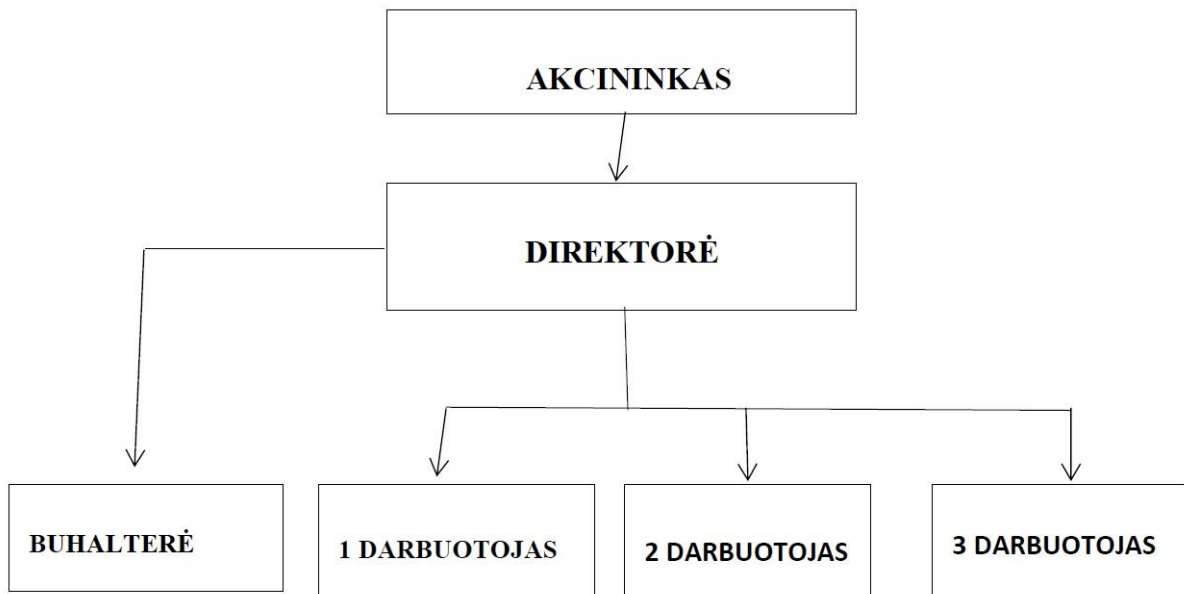 AKCININKAS
DIREKTORĖ
BUHALTERĖ
1 DARBUOTOJAS
2 DARBUOTOJAS
3 DARBUOTOJAS